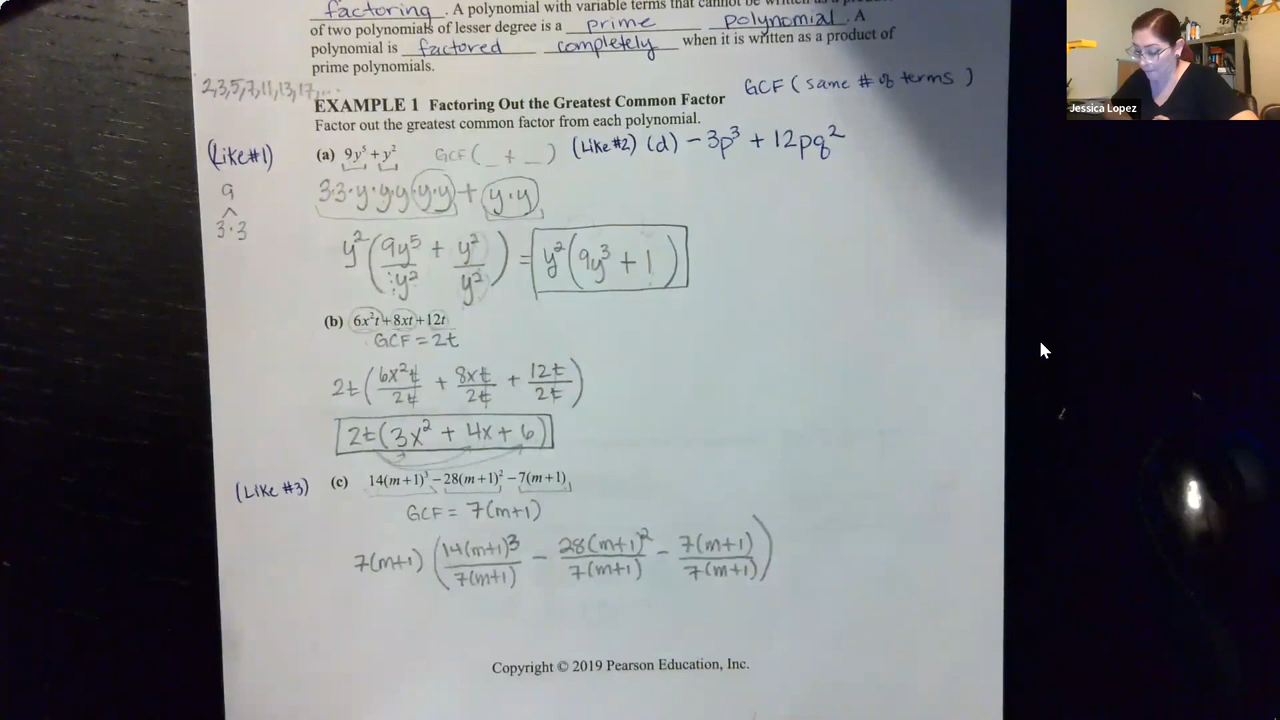 factoring. A polynomial with variable terms that cannot be written as a product
of two polynomials of lesser degree is a prime polynomial. A
polynomial is factored completely when it is written as a product of
prime polynomials.
GCF (same # of terms)
2,3,5,7,11,13,17,...
EXAMPLE 1 Factoring Out the Greatest Common Factor
Factor out the greatest common factor from each polynomial.
(Like #1) (a) 9y⁵ + y² GCF( _ + _ ) (Like #2) (d) −3p³ + 12pq²
9
3·3
3·3·y·y·y·y·y + y·y
y²(9y⁵/y² + y²/y²) = y²(9y³ + 1)
(b) 6x²t + 8xt + 12t
GCF = 2t
2t(6x²t/2t + 8xt/2t + 12t/2t)
2t(3x² + 4x + 6)
(Like #3) (c) 14(m+1)³ − 28(m+1)² − 7(m+1)
GCF = 7(m+1)
7(m+1)(14(m+1)³/7(m+1) − 28(m+1)²/7(m+1) − 7(m+1)/7(m+1))
Copyright © 2019 Pearson Education, Inc.
Jessica Lopez